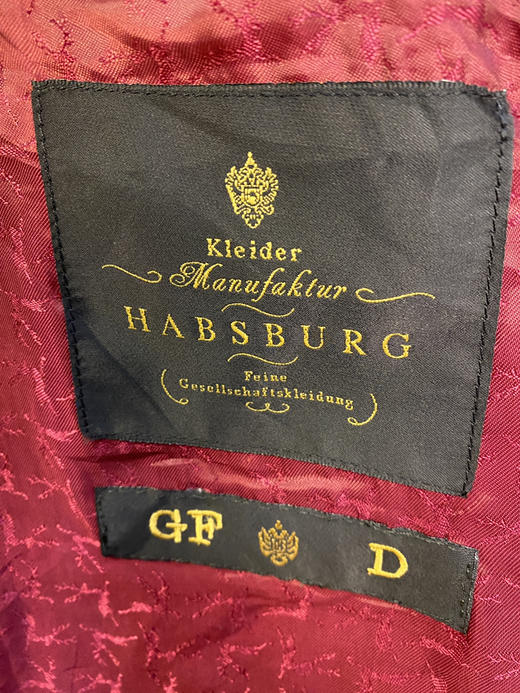 Kleider
Manufaktur
HABSBURG
Feine
Gesellschaftskleidung
GF D